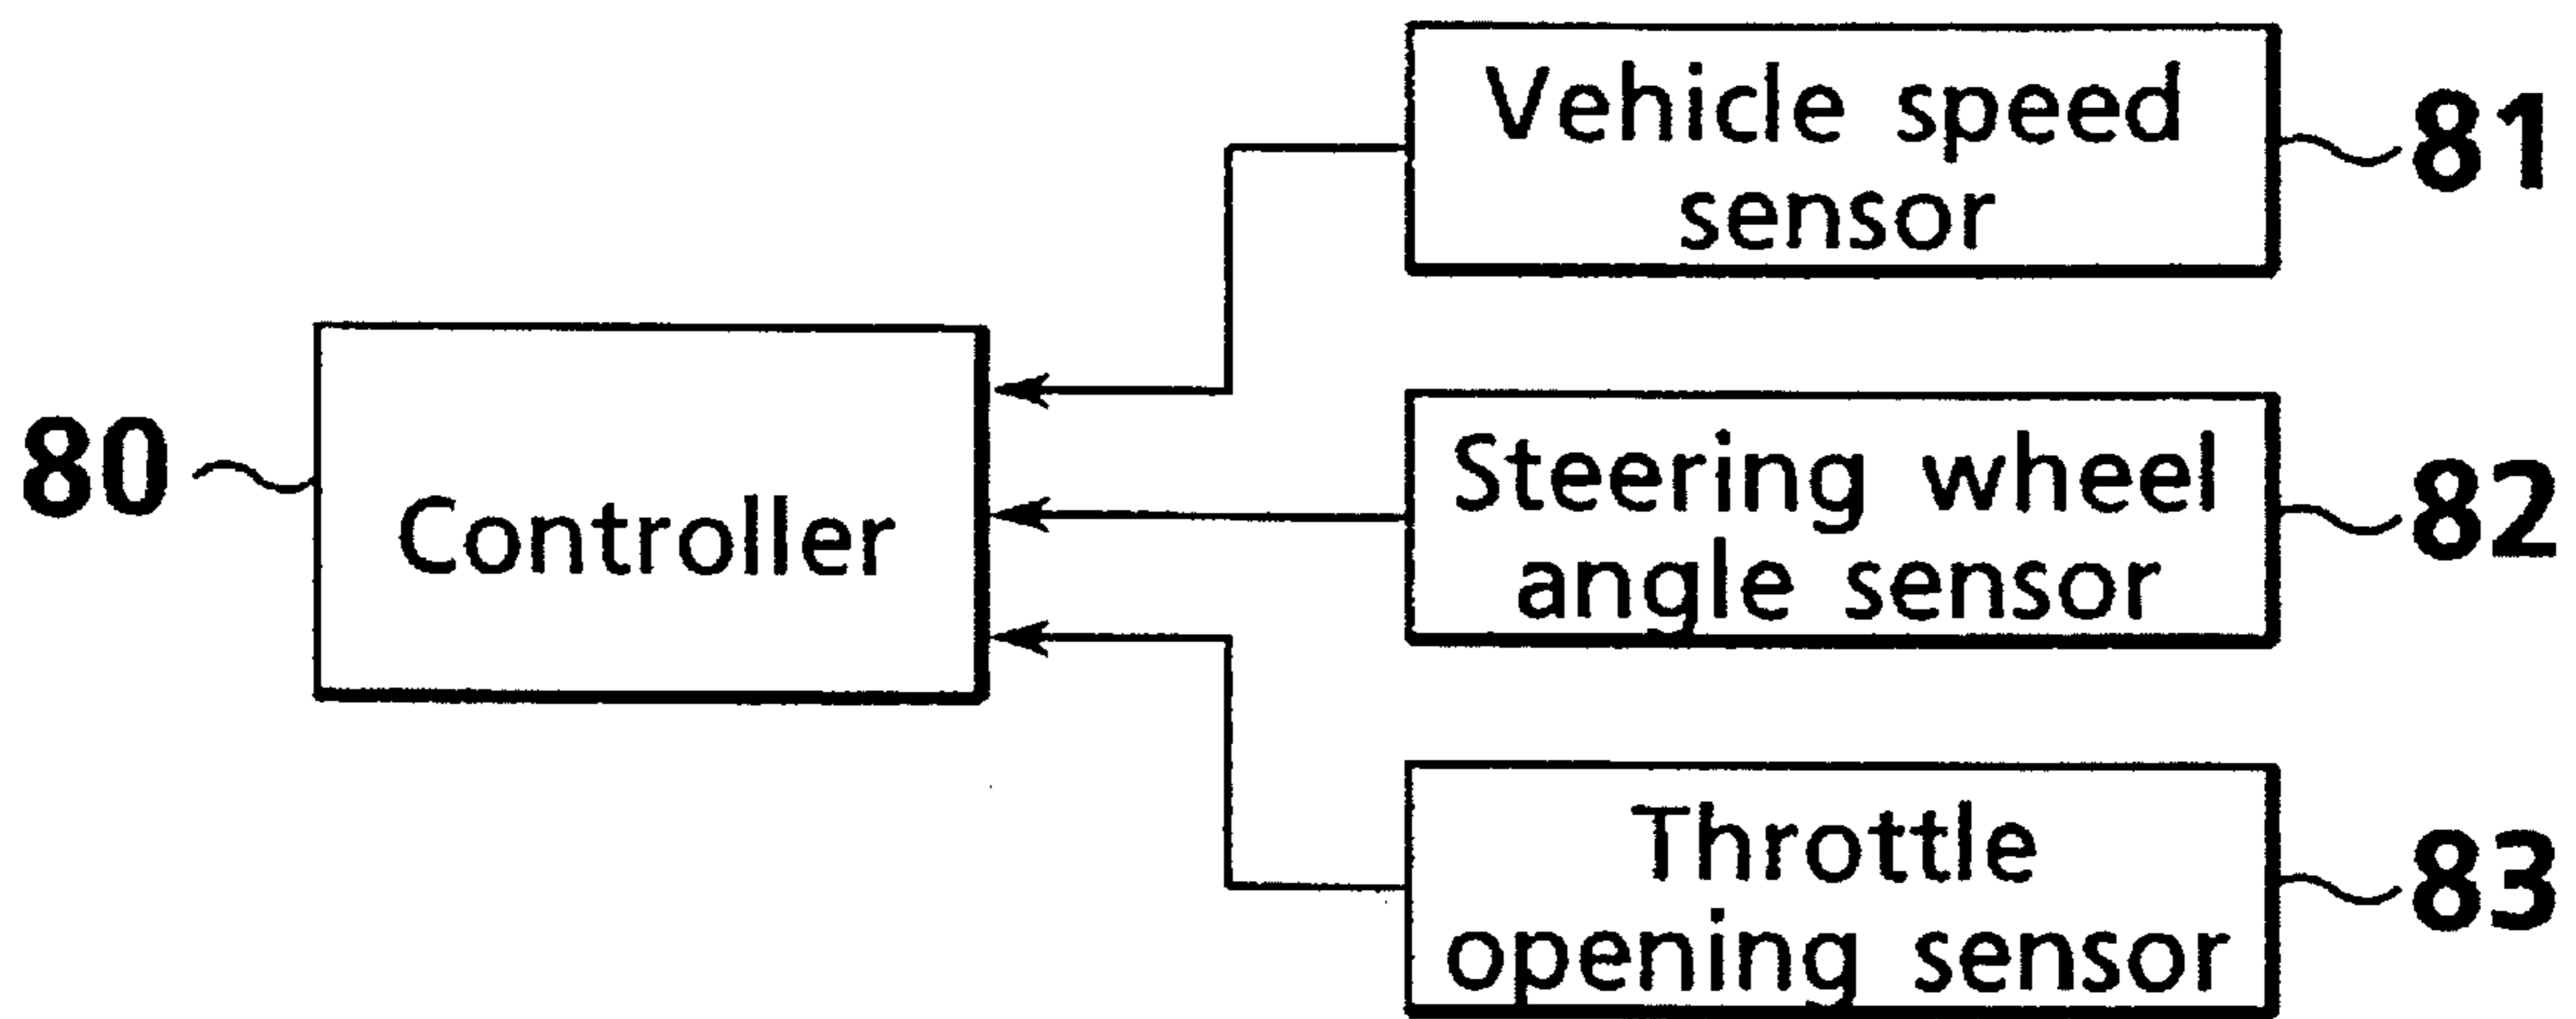 Vehicle speed
sensor
81
80
Controller
Steering wheel
angle sensor
82
Throttle
opening sensor
83